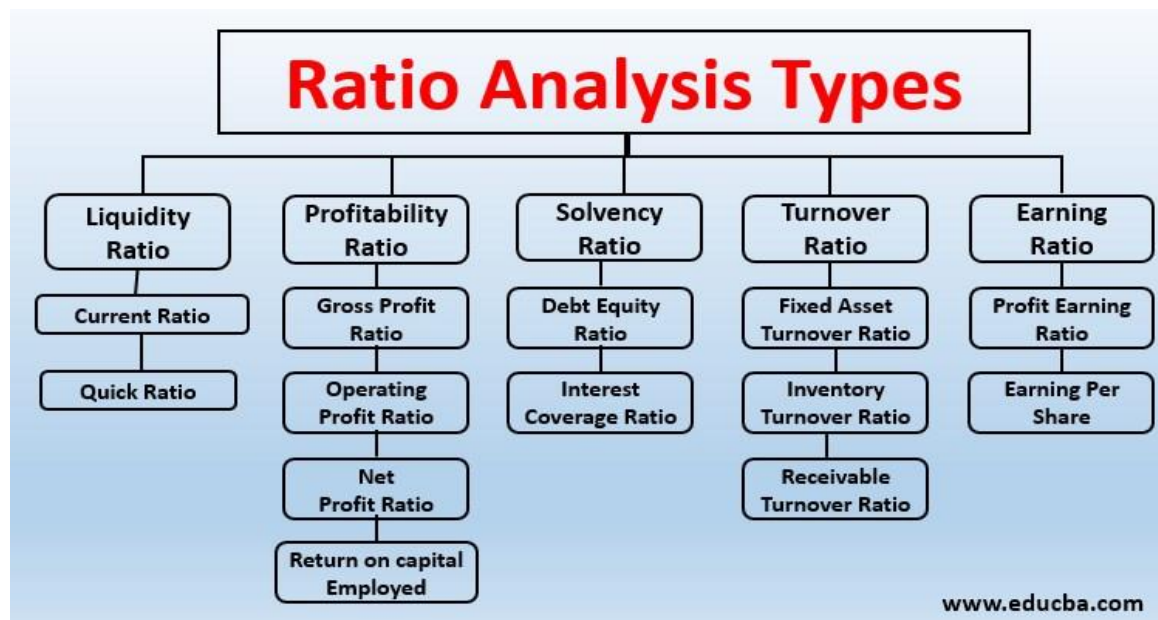 Ratio Analysis Types
Liquidity
Ratio
Current Ratio
Quick Ratio
Profitability
Ratio
Gross Profit
Ratio
Operating
Profit Ratio
Net
Profit Ratio
Return on capital
Employed
Solvency
Ratio
Debt Equity
Ratio
Interest
Coverage Ratio
Turnover
Ratio
Fixed Asset
Turnover Ratio
Inventory
Turnover Ratio
Receivable
Turnover Ratio
Earning
Ratio
Profit Earning
Ratio
Earning Per
Share
www.educba.com